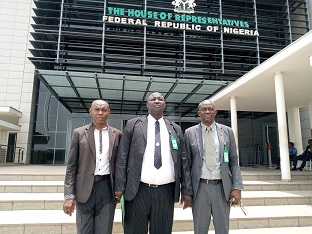 THE HOUSE OF REPRESENTATIVES
FEDERAL REPUBLIC OF NIGERIA